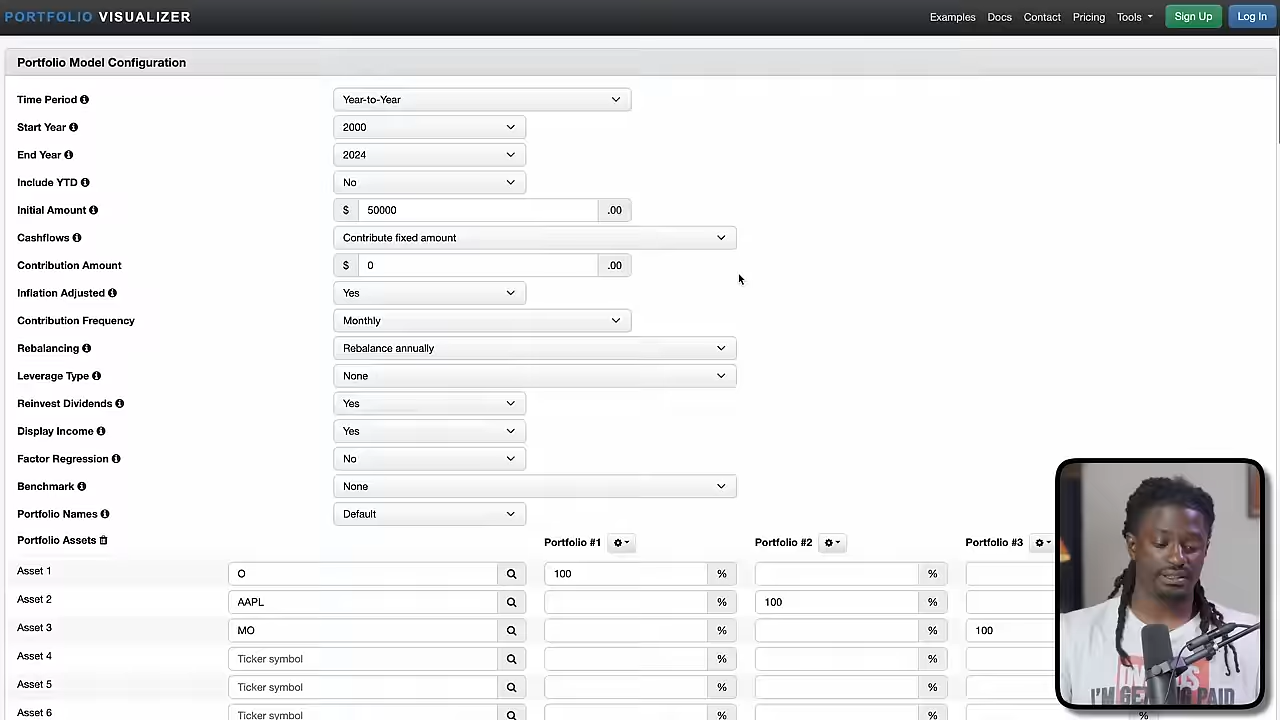 PORTFOLIO VISUALIZER Examples Docs Contact Pricing Tools Sign Up Log In
Portfolio Model Configuration
Time Period Year-to-Year
Start Year 2000
End Year 2024
Include YTD No
Initial Amount $ 50000 .00
Cashflows Contribute fixed amount
Contribution Amount $ 0 .00
Inflation Adjusted Yes
Contribution Frequency Monthly
Rebalancing Rebalance annually
Leverage Type None
Reinvest Dividends Yes
Display Income Yes
Factor Regression No
Benchmark None
Portfolio Names Default
Portfolio Assets Portfolio #1 Portfolio #2 Portfolio #3
Asset 1 O 100 % %
Asset 2 AAPL % 100 %
Asset 3 MO % % 100
Asset 4 Ticker symbol % %
Asset 5 Ticker symbol % %
Asset 6 Ticker symbol % % %
I'M PAID